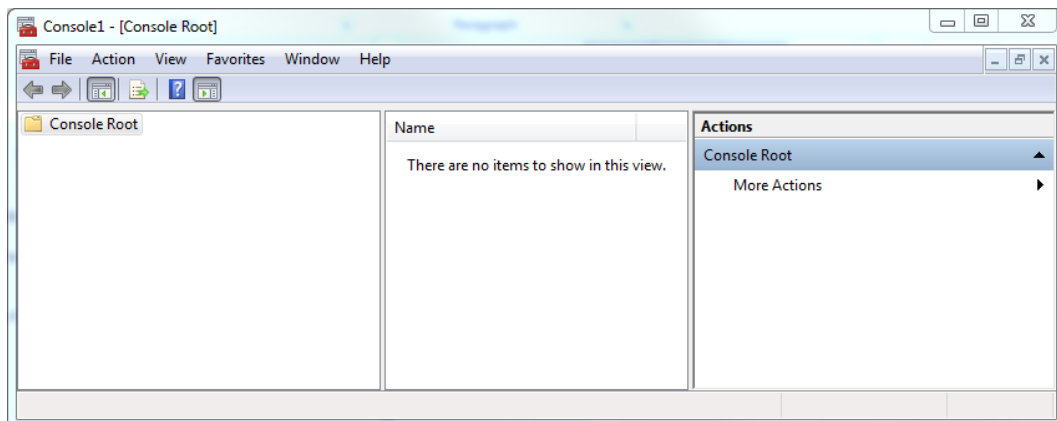 Console1 - [Console Root]
File Action View Favorites Window Help
Console Root
Name
There are no items to show in this view.
Actions
Console Root
More Actions